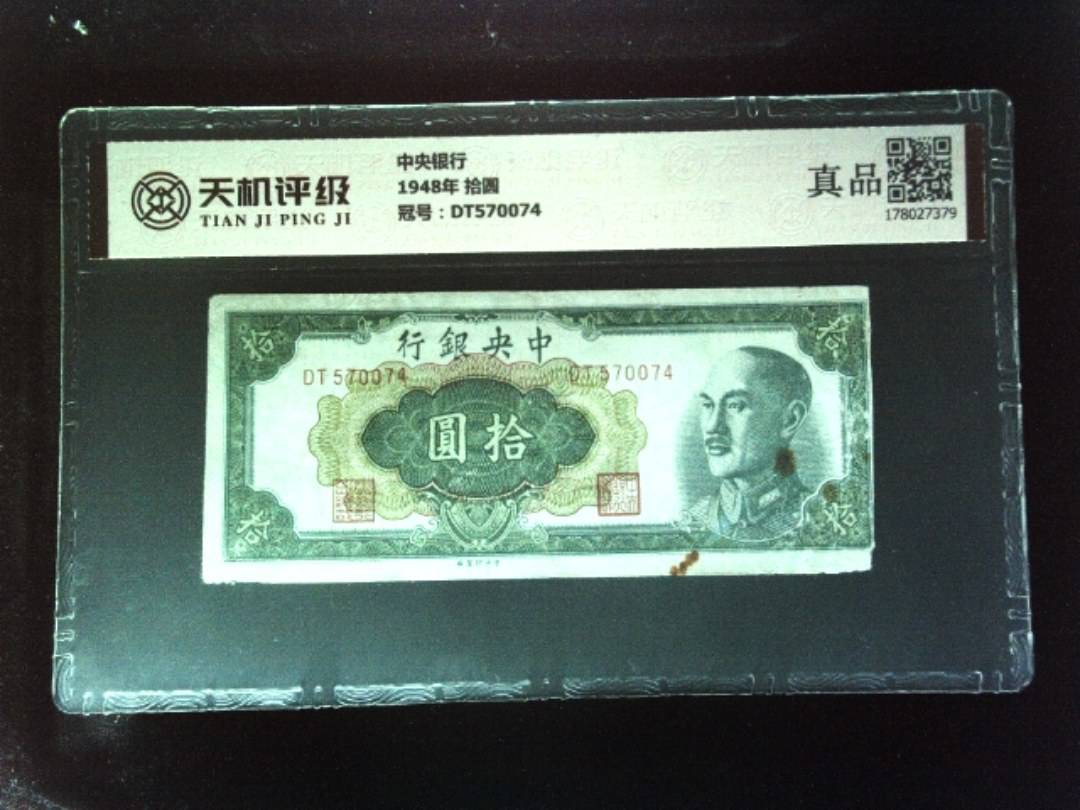 天机评级
TIAN JI PING JI
中央银行
1948年 拾圆
冠号：DT570074
真品
178027379
拾
拾
行銀央中
DT570074
DT570074
圓拾
拾
拾